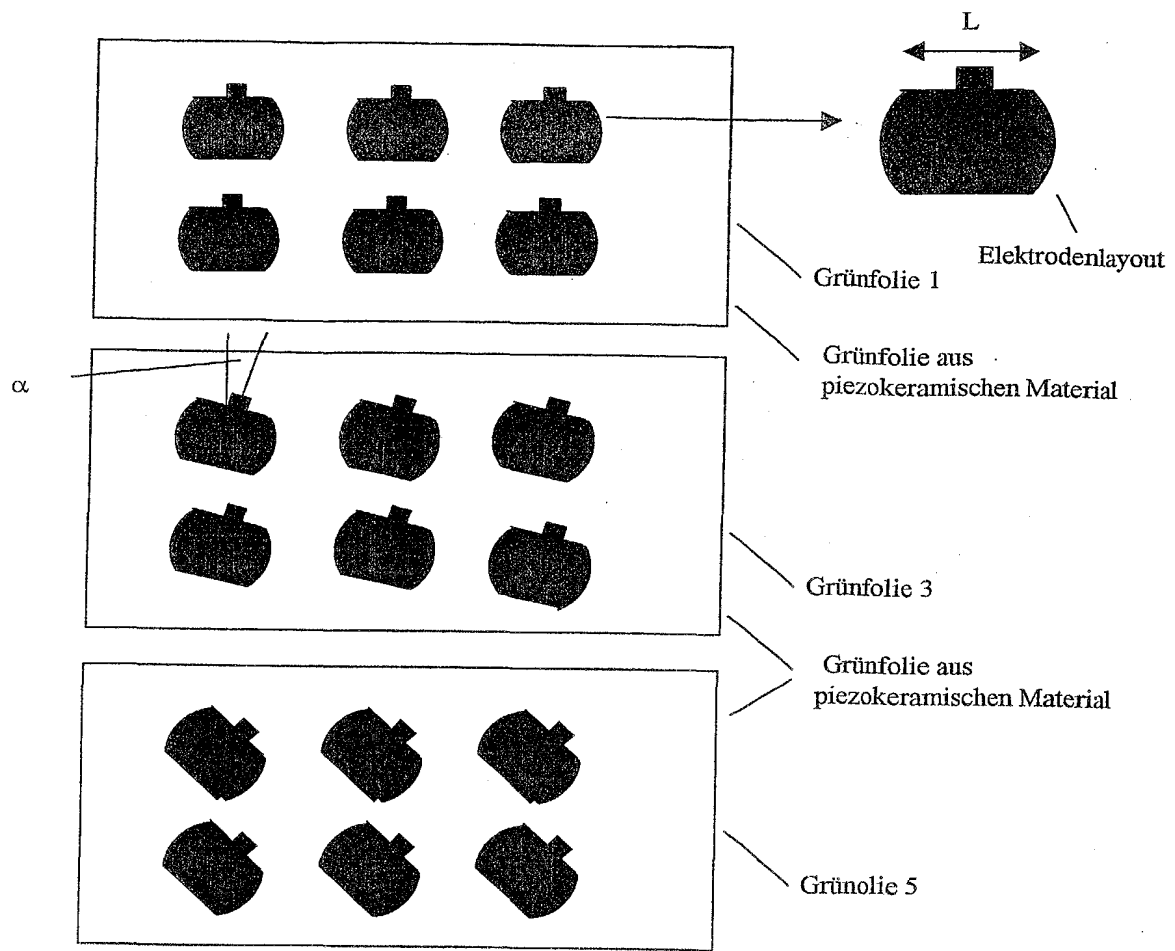 L
Elektrodenlayout
Grünfolie 1
Grünfolie aus
piezokeramischen Material
α
Grünfolie 3
Grünfolie aus
piezokeramischen Material
Grünolie 5